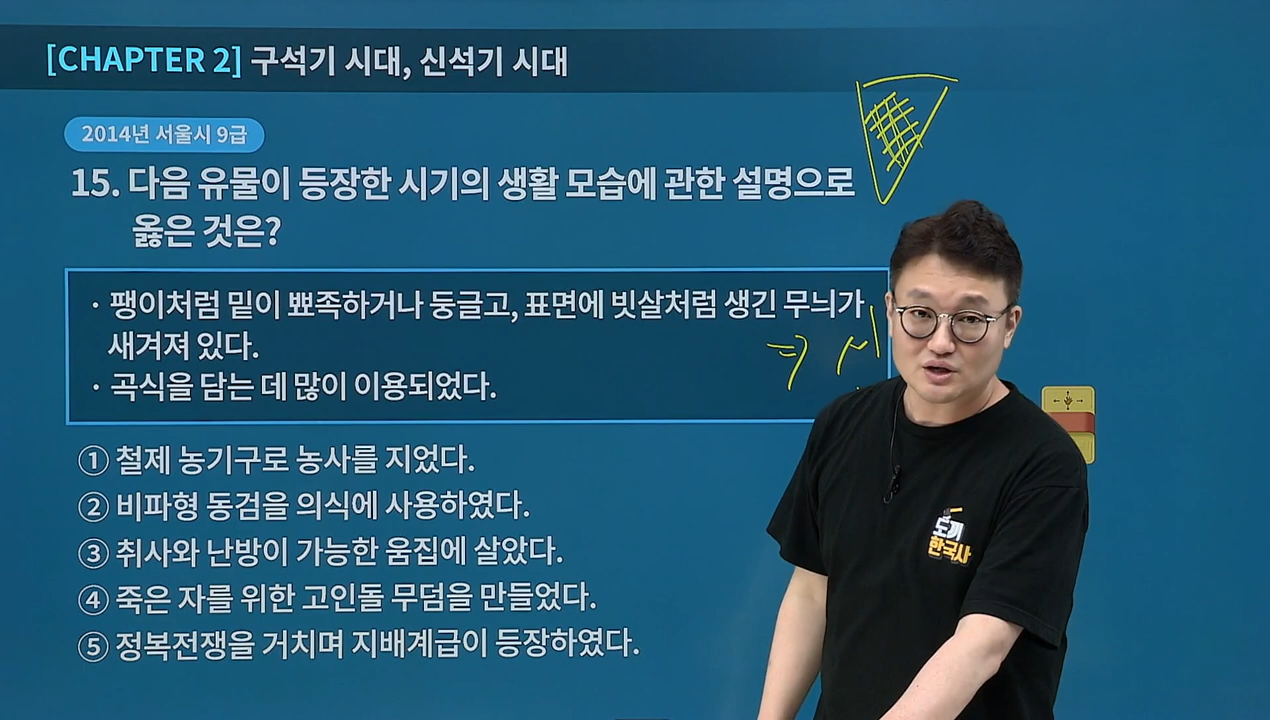 [CHAPTER 2] 구석기 시대, 신석기 시대
2014년 서울시 9급
15. 다음 유물이 등장한 시기의 생활 모습에 관한 설명으로
옳은 것은?
· 팽이처럼 밑이 뾰족하거나 둥글고, 표면에 빗살처럼 생긴 무늬가
새겨져 있다.
· 곡식을 담는 데 많이 이용되었다.
⇒ 시
① 철제 농기구로 농사를 지었다.
② 비파형 동검을 의식에 사용하였다.
③ 취사와 난방이 가능한 움집에 살았다.
④ 죽은 자를 위한 고인돌 무덤을 만들었다.
⑤ 정복전쟁을 거치며 지배계급이 등장하였다.
도끼
한국사